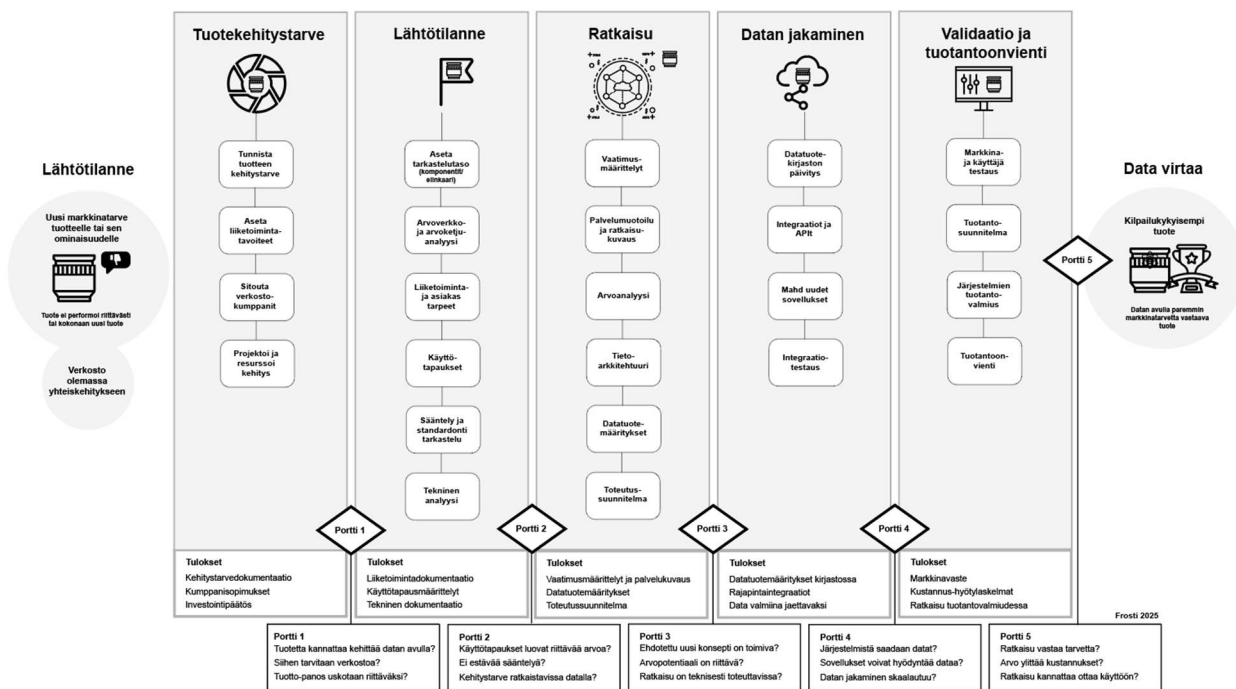 Lähtötilanne
Uusi markkinatarve
tuotteelle tai sen
ominaisuudelle
Tuote ei performoi riittävästi
tai kokonaan uusi tuote
Verkosto
olemassa
yhteiskehitykseen
Tuotekehitystarve
Tunnista
tuotteen
kehitystarve
Aseta
liiketoiminta-
tavoiteet
Sitouta
verkosto-
kumppanit
Projektoi ja
resurssoi
kehitys
Portti 1
Tulokset
Kehitystarvedokumentaatio
Kumppanisopimukset
Investointipäätös
Lähtötilanne
Aseta
tarkastelutaso
(komponentit/
elinkaari)
Arvoverkko-
ja arvoketju-
analyysi
Liiketoiminta-
ja asiakas
tarpeet
Käyttö-
tapaukset
Sääntely ja
standardonti
tarkastelu
Tekninen
analyysi
Portti 2
Tulokset
Liiketoimintadokumentaatio
Käyttötapausmäärittelyt
Tekninen dokumentaatio
Ratkaisu
Vaatimus-
määrittelyt
Palvelumuotoilu
ja ratkaisu-
kuvaus
Arvoanalyysi
Tieto-
arkkitehtuuri
Datatuote-
määritykset
Toteutus-
suunnitelma
Portti 3
Tulokset
Vaatimusmäärittelyt ja palvelukuvaus
Datatuotemääritykset
Toteutussuunnitelma
Datan jakaminen
Datatuote-
kirjaston
päivitys
Integraatiot ja
APIt
Mahd uudet
sovellukset
Integraatio-
testaus
Portti 4
Tulokset
Datatuotemääritykset kirjastossa
Rajapintaintegraatiot
Data valmiina jaettavaksi
Validaatio ja
tuotantoonvienti
Markkina-
ja käyttäjä
testaus
Tuotanto-
suunnitelma
Järjestelmien
tuotanto-
valmius
Tuotantoon-
vienti
Tulokset
Markkinavaste
Kustannus-hyötylaskelmat
Ratkaisu tuotantovalmiudessa
Portti 5
Data virtaa
Kilpailukykyisempi
tuote
Datan avulla paremmin
markkinatarvetta vastaava
tuote
Frosti 2025
Portti 1
Tuotetta kannattaa kehittää datan avulla?
Siihen tarvitaan verkostoa?
Tuotto-panos uskotaan riittäväksi?
Portti 2
Käyttötapaukset luovat riittävää arvoa?
Ei estävää sääntelyä?
Kehitystarve ratkaistavissa datalla?
Portti 3
Ehdotettu uusi konsepti on toimiva?
Arvopotentiaali on riittävä?
Ratkaisu on teknisesti toteuttavissa?
Portti 4
Järjestelmistä saadaan datat?
Sovellukset voivat hyödyntää dataa?
Datan jakaminen skaalautuu?
Portti 5
Ratkaisu vastaa tarvetta?
Arvo ylittää kustannukset?
Ratkaisu kannattaa ottaa käyttöön?